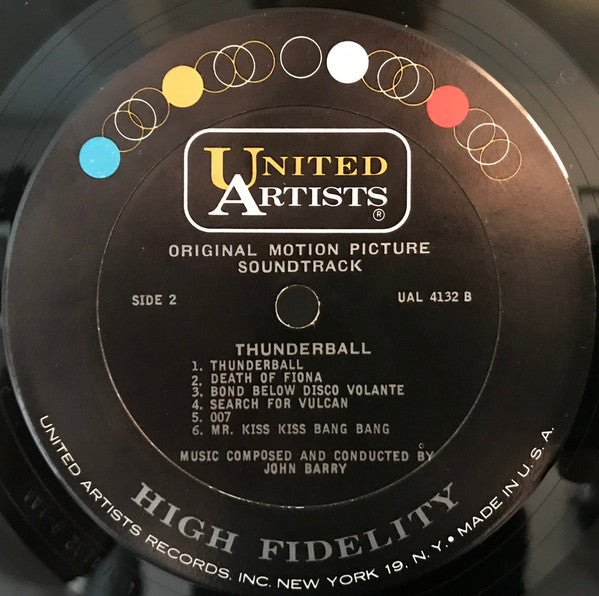 UNITED
ARTISTS
®
ORIGINAL MOTION PICTURE
SOUNDTRACK
SIDE 2
UAL 4132 B
THUNDERBALL
1. THUNDERBALL
2. DEATH OF FIONA
3. BOND BELOW DISCO VOLANTE
4. SEARCH FOR VULCAN
5. 007
6. MR. KISS KISS BANG BANG
MUSIC COMPOSED AND CONDUCTED BY
JOHN BARRY
HIGH FIDELITY
UNITED ARTISTS RECORDS, INC. NEW YORK 19, N.Y. • MADE IN U.S.A.